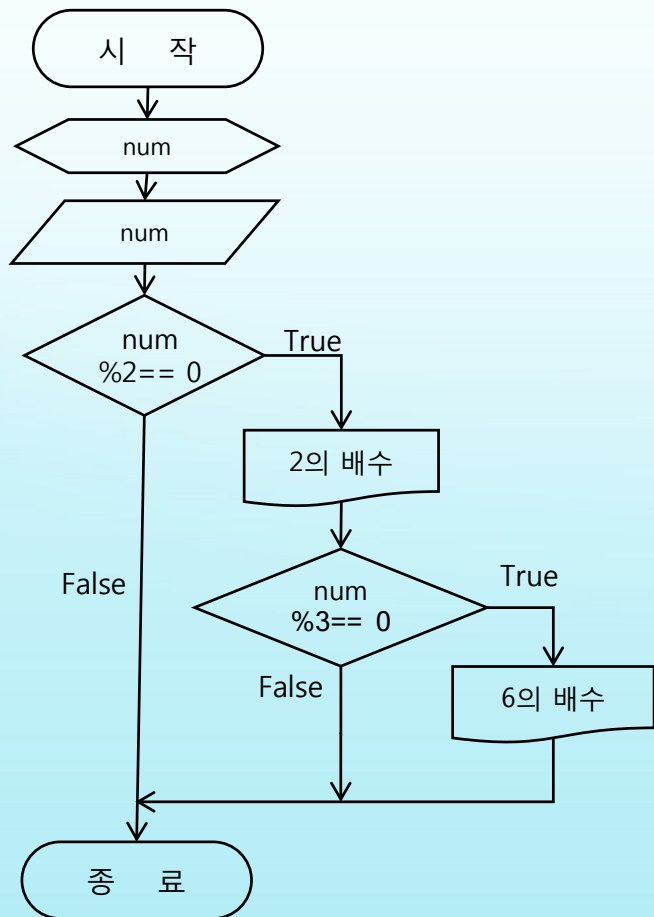 시 작
num
num
num
%2== 0
True
2의 배수
False
num
%3== 0
True
False
6의 배수
종 료